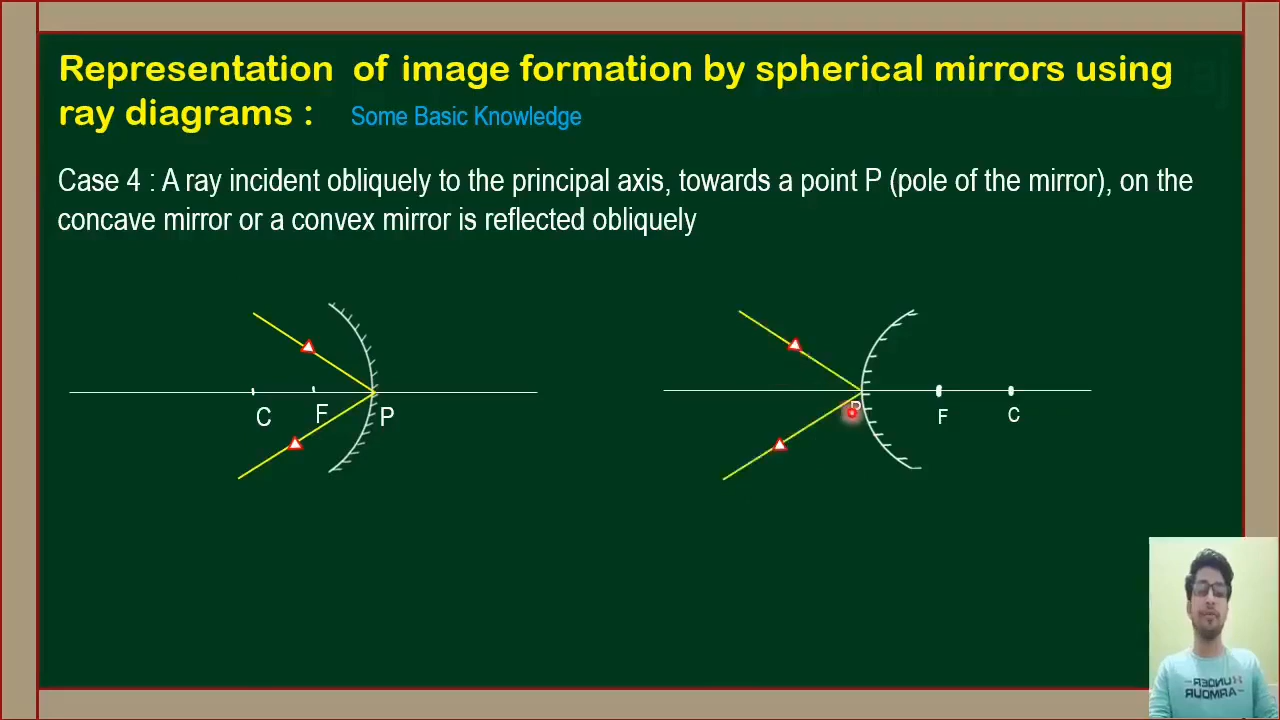 Representation of image formation by spherical mirrors using
ray diagrams : Some Basic Knowledge
Case 4 : A ray incident obliquely to the principal axis, towards a point P (pole of the mirror), on the
concave mirror or a convex mirror is reflected obliquely
C F P
P F C